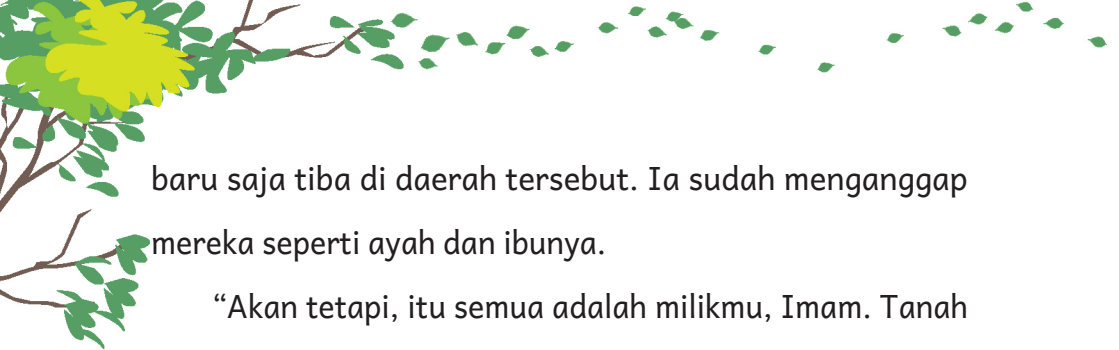 baru saja tiba di daerah tersebut. Ia sudah menganggap
mereka seperti ayah dan ibunya.
“Akan tetapi, itu semua adalah milikmu, Imam. Tanah